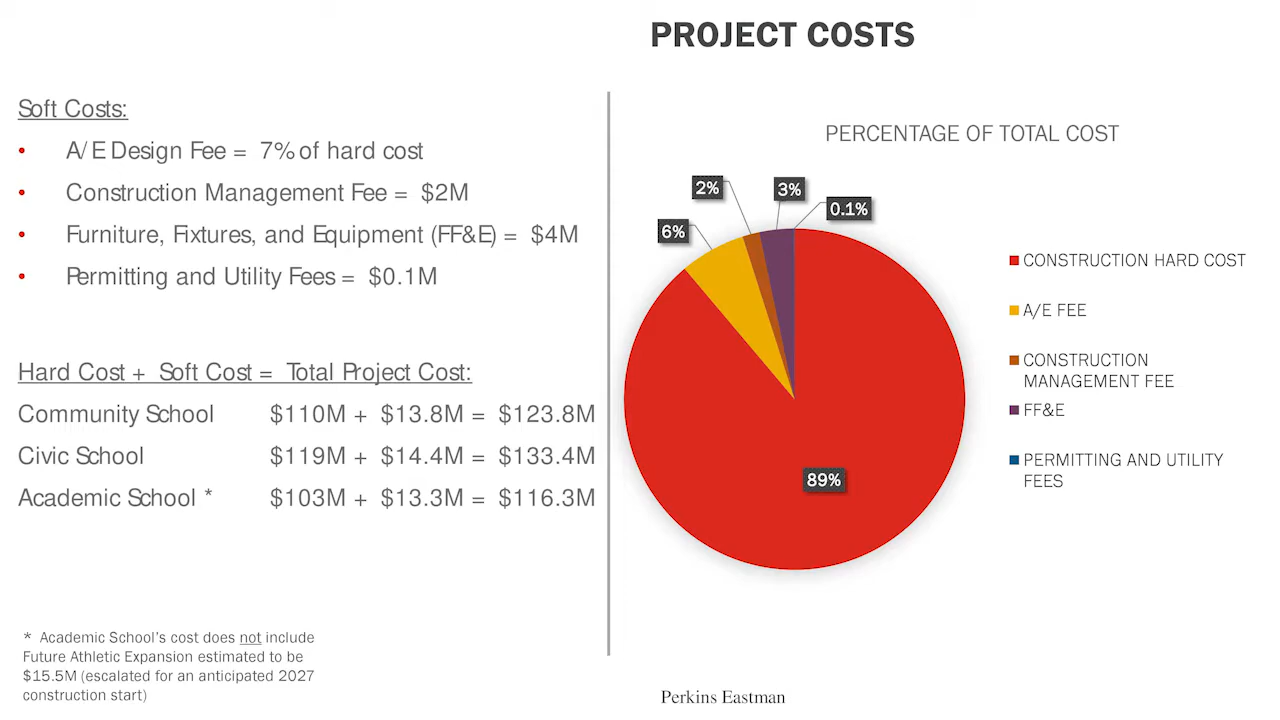 PROJECT COSTS
Soft Costs:
• A/E Design Fee = 7% of hard cost
• Construction Management Fee = $2M
• Furniture, Fixtures, and Equipment (FF&E) = $4M
• Permitting and Utility Fees = $0.1M
Hard Cost + Soft Cost = Total Project Cost:
Community School $110M + $13.8M = $123.8M
Civic School $119M + $14.4M = $133.4M
Academic School * $103M + $13.3M = $116.3M
* Academic School's cost does not include
Future Athletic Expansion estimated to be
$15.5M (escalated for an anticipated 2027
construction start)
PERCENTAGE OF TOTAL COST
2%
3%
0.1%
6%
89%
CONSTRUCTION HARD COST
A/E FEE
CONSTRUCTION
MANAGEMENT FEE
FF&E
PERMITTING AND UTILITY
FEES
Perkins Eastman